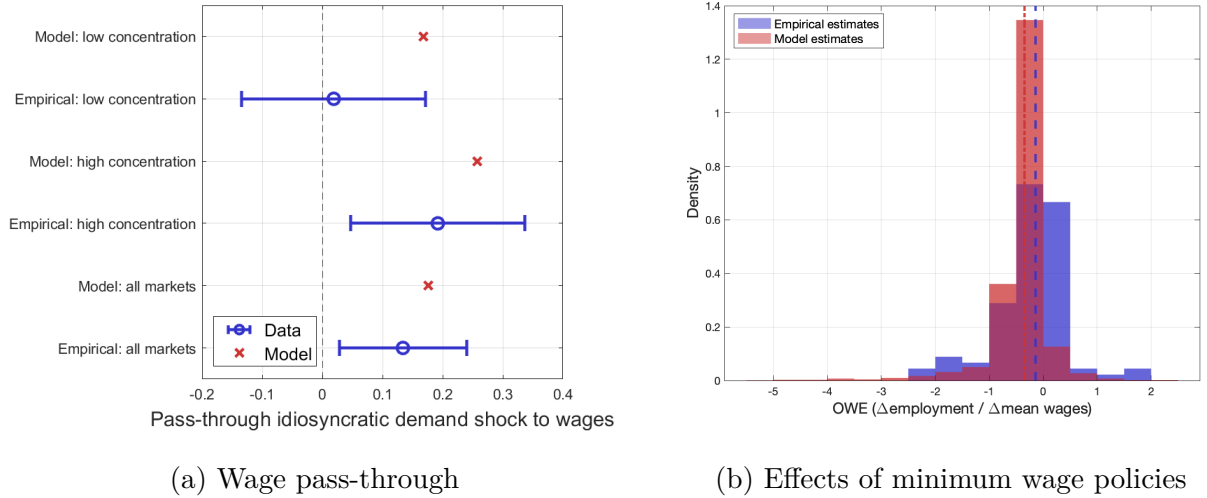 Model: low concentration
Empirical: low concentration
Model: high concentration
Empirical: high concentration
Model: all markets
Empirical: all markets
Data
Model
-0.2 -0.1 0 0.1 0.2 0.3 0.4
Pass-through idiosyncratic demand shock to wages
(a) Wage pass-through
Empirical estimates
Model estimates
Density
1.4
1.2
1
0.8
0.6
0.4
0.2
0
-5 -4 -3 -2 -1 0 1 2
OWE (Δemployment / Δmean wages)
(b) Effects of minimum wage policies